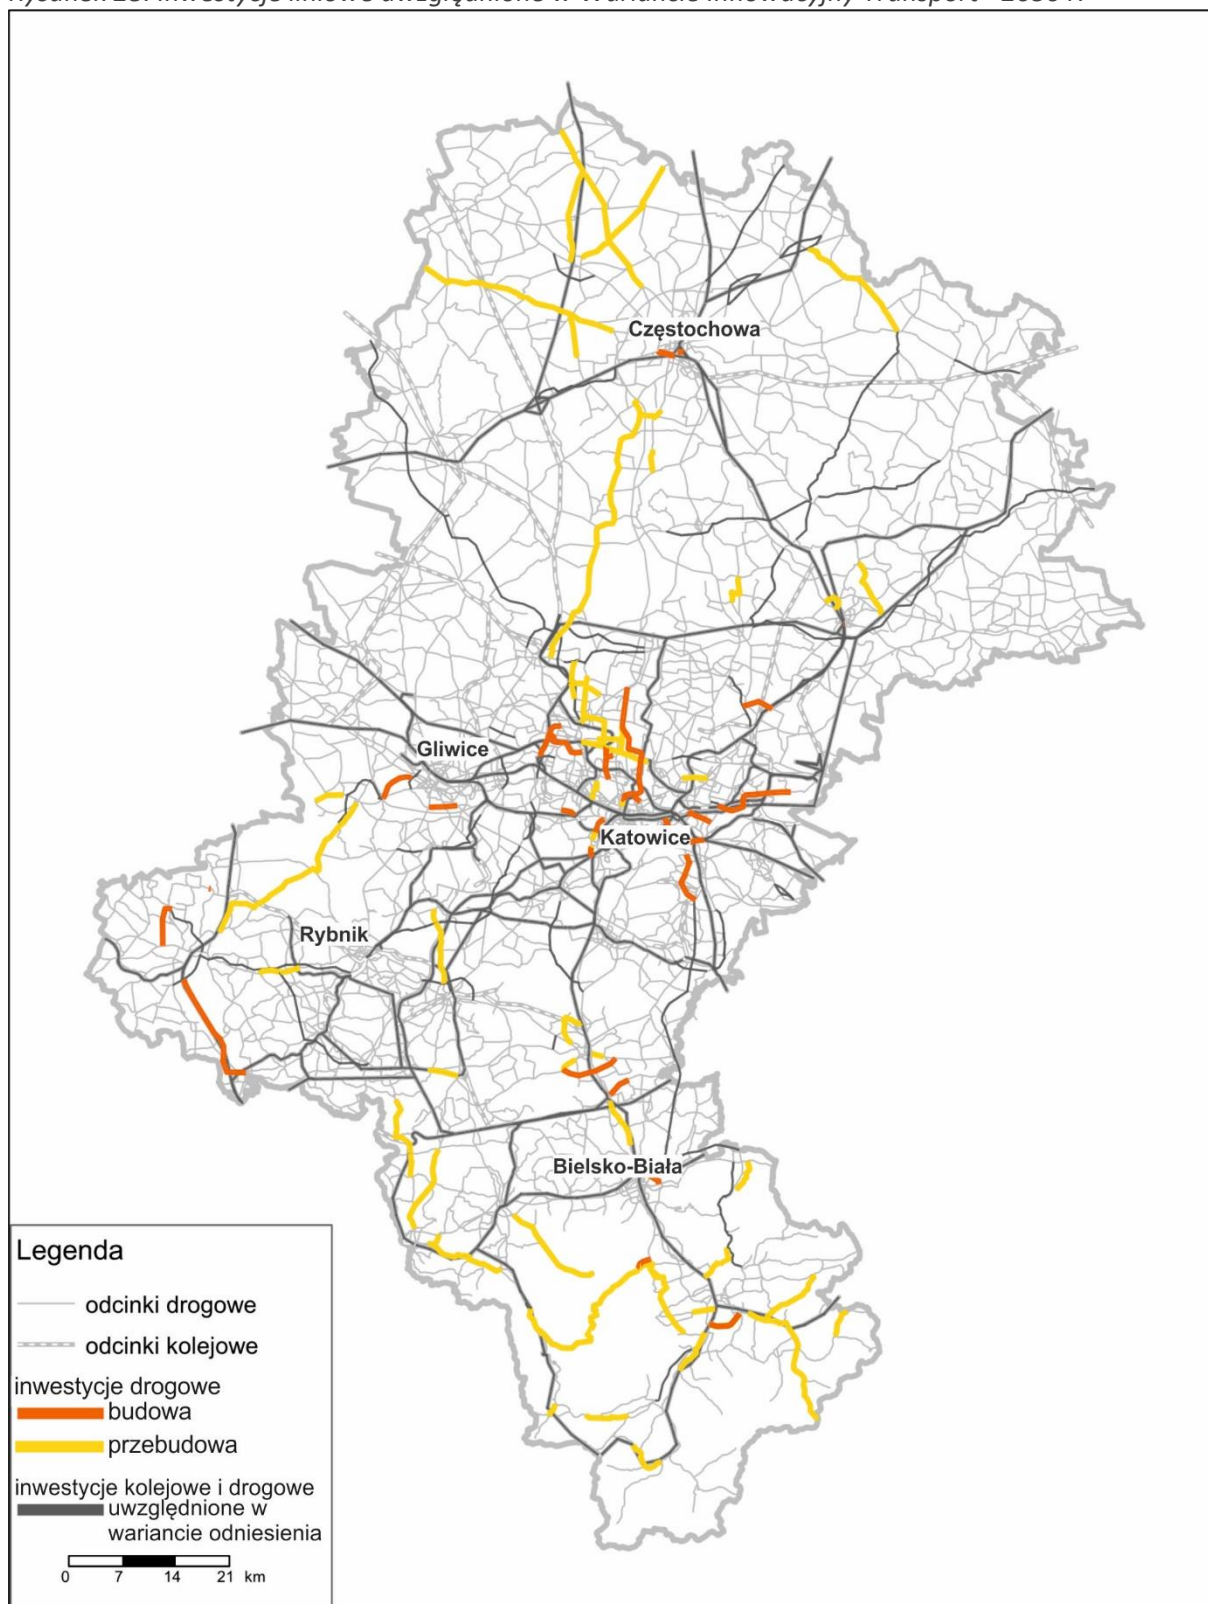 Częstochowa
Gliwice
Katowice
Rybnik
Bielsko-Biała
Legenda
odcinki drogowe
odcinki kolejowe
inwestycje drogowe
budowa
przebudowa
inwestycje kolejowe i drogowe
uwzględnione w
wariancie odniesienia
0 7 14 21 km